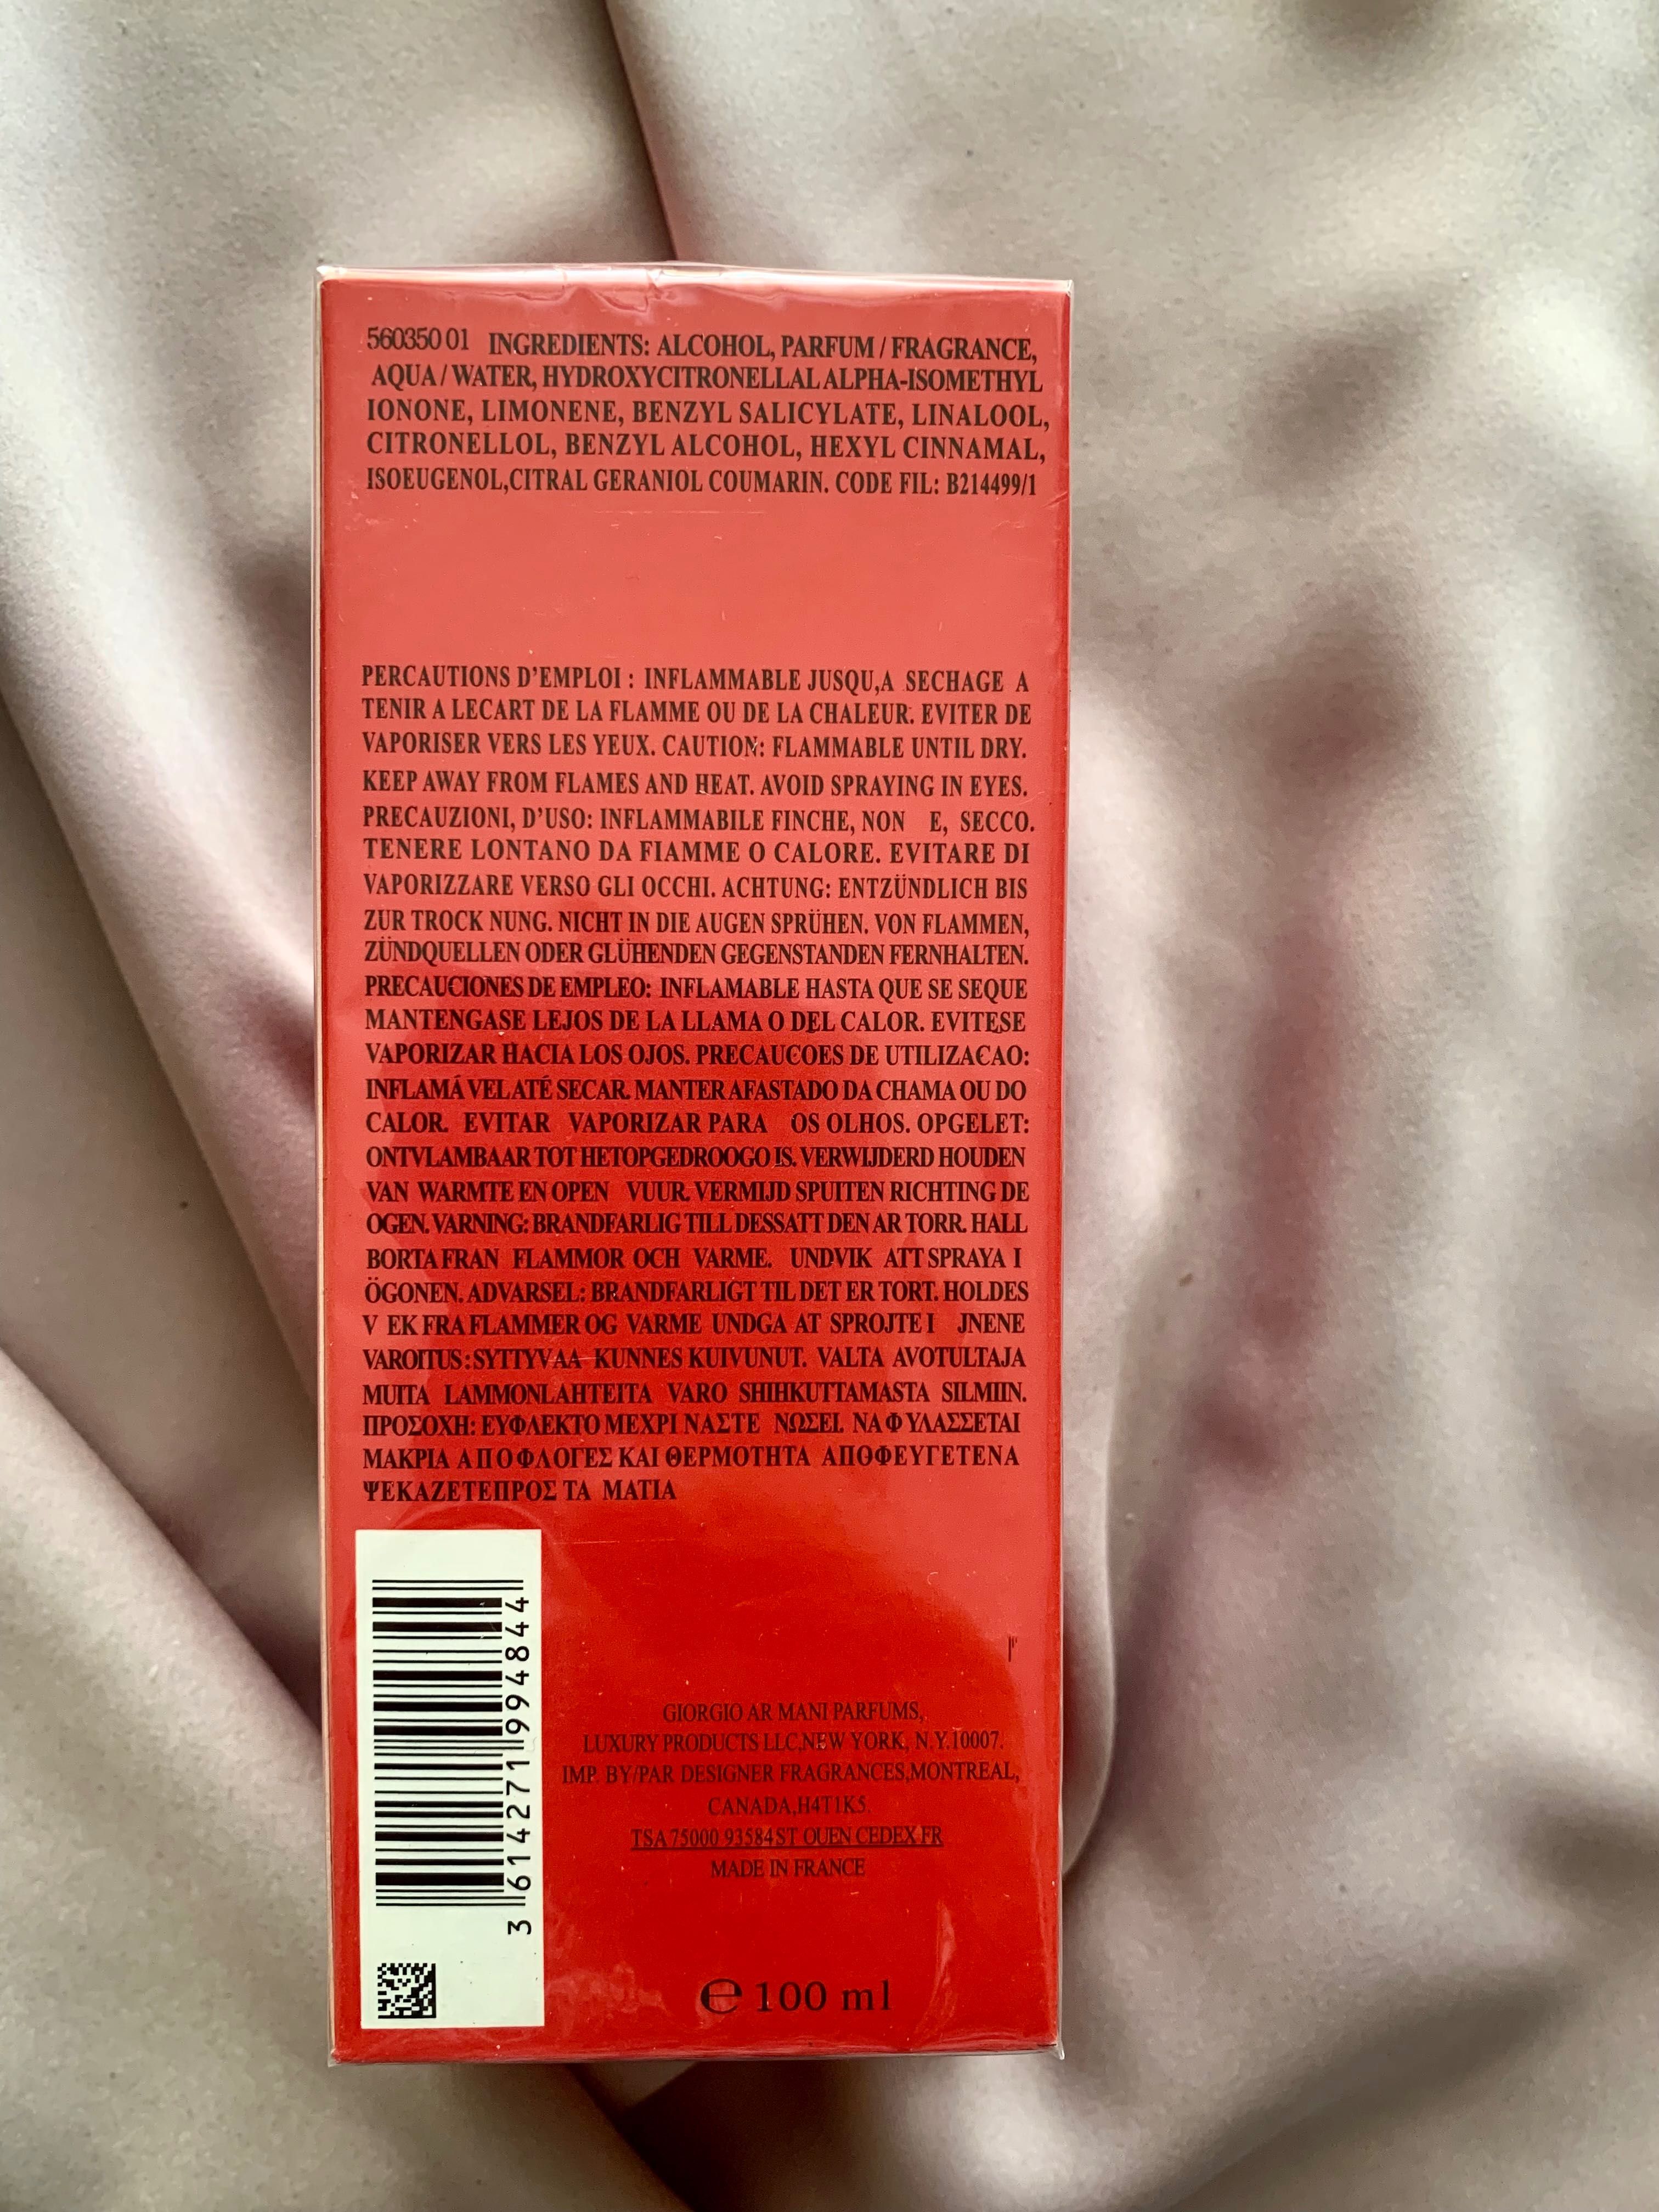 560350 01 INGREDIENTS: ALCOHOL, PARFUM / FRAGRANCE,
AQUA / WATER, HYDROXYCITRONELLAL ALPHA-ISOMETHYL
IONONE, LIMONENE, BENZYL SALICYLATE, LINALOOL,
CITRONELLOL, BENZYL ALCOHOL, HEXYL CINNAMAL,
ISOEUGENOL,CITRAL GERANIOL COUMARIN. CODE FIL: B214499/1
PERCAUTIONS D'EMPLOI : INFLAMMABLE JUSQU,A SECHAGE A
TENIR A LECART DE LA FLAMME OU DE LA CHALEUR. EVITER DE
VAPORISER VERS LES YEUX. CAUTION: FLAMMABLE UNTIL DRY.
KEEP AWAY FROM FLAMES AND HEAT. AVOID SPRAYING IN EYES.
PRECAUZIONI, D'USO: INFLAMMABILE FINCHE, NON E, SECCO.
TENERE LONTANO DA FIAMME O CALORE. EVITARE DI
VAPORIZZARE VERSO GLI OCCHI. ACHTUNG: ENTZÜNDLICH BIS
ZUR TROCK NUNG. NICHT IN DIE AUGEN SPRÜHEN. VON FLAMMEN,
ZÜNDQUELLEN ODER GLÜHENDEN GEGENSTANDEN FERNHALTEN.
PRECAUCIONES DE EMPLEO: INFLAMABLE HASTA QUE SE SEQUE
MANTENGASE LEJOS DE LA LLAMA O DEL CALOR. EVITESE
VAPORIZAR HACIA LOS OJOS. PRECAUCOES DE UTILIZACAO:
INFLAMÁ VEL ATÉ SECAR. MANTER AFASTADO DA CHAMA OU DO
CALOR. EVITAR VAPORIZAR PARA OS OLHOS. OPGELET:
ONTVLAMBAAR TOT HETOPGEDROOGO IS. VERWIJDERD HOUDEN
VAN WARMTE EN OPEN VUUR. VERMIJD SPUITEN RICHTING DE
OGEN. VARNING: BRANDFARLIG TILL DESSATT DEN AR TORR. HALL
BORTA FRAN FLAMMOR OCH VARME. UNDVIK ATT SPRAYA I
ÖGONEN. ADVARSEL: BRANDFARLIGT TIL DET ER TORT. HOLDES
V EK FRA FLAMMER OG VARME UNDGA AT SPROJTE I JNENE
VAROITUS : SYTTYVAA KUNNES KUIVUNUT. VALTA AVOTULTAJA
MUITA LAMMONLAHTEITA VARO SHIHKUTTAMASTA SILMIIN.
ΠΡΟΣΟΧΗ: ΕΥΦΛΕΚΤΟ ΜΕΧΡΙ ΝΑΣΤΕ ΝΩΣΕΙ. ΝΑ Φ ΥΛΑΣΣΕΤΑΙ
ΜΑΚΡΙΑ ΑΠΟ ΦΛΟΓΕΣ ΚΑΙ ΘΕΡΜΟΤΗΤΑ ΑΠΟΦΕΥΓΕΤΕΝΑ
ΨΕΚΑΖΕΤΕΠΡΟΣ ΤΑ ΜΑΤΙΑ
3 614271 994844
GIORGIO AR MANI PARFUMS,
LUXURY PRODUCTS LLC,NEW YORK, N.Y.10007.
IMP. BY/PAR DESIGNER FRAGRANCES,MONTREAL,
CANADA,H4T1K5.
TSA 75000 93584 ST OUEN CEDEX FR
MADE IN FRANCE
℮ 100 ml